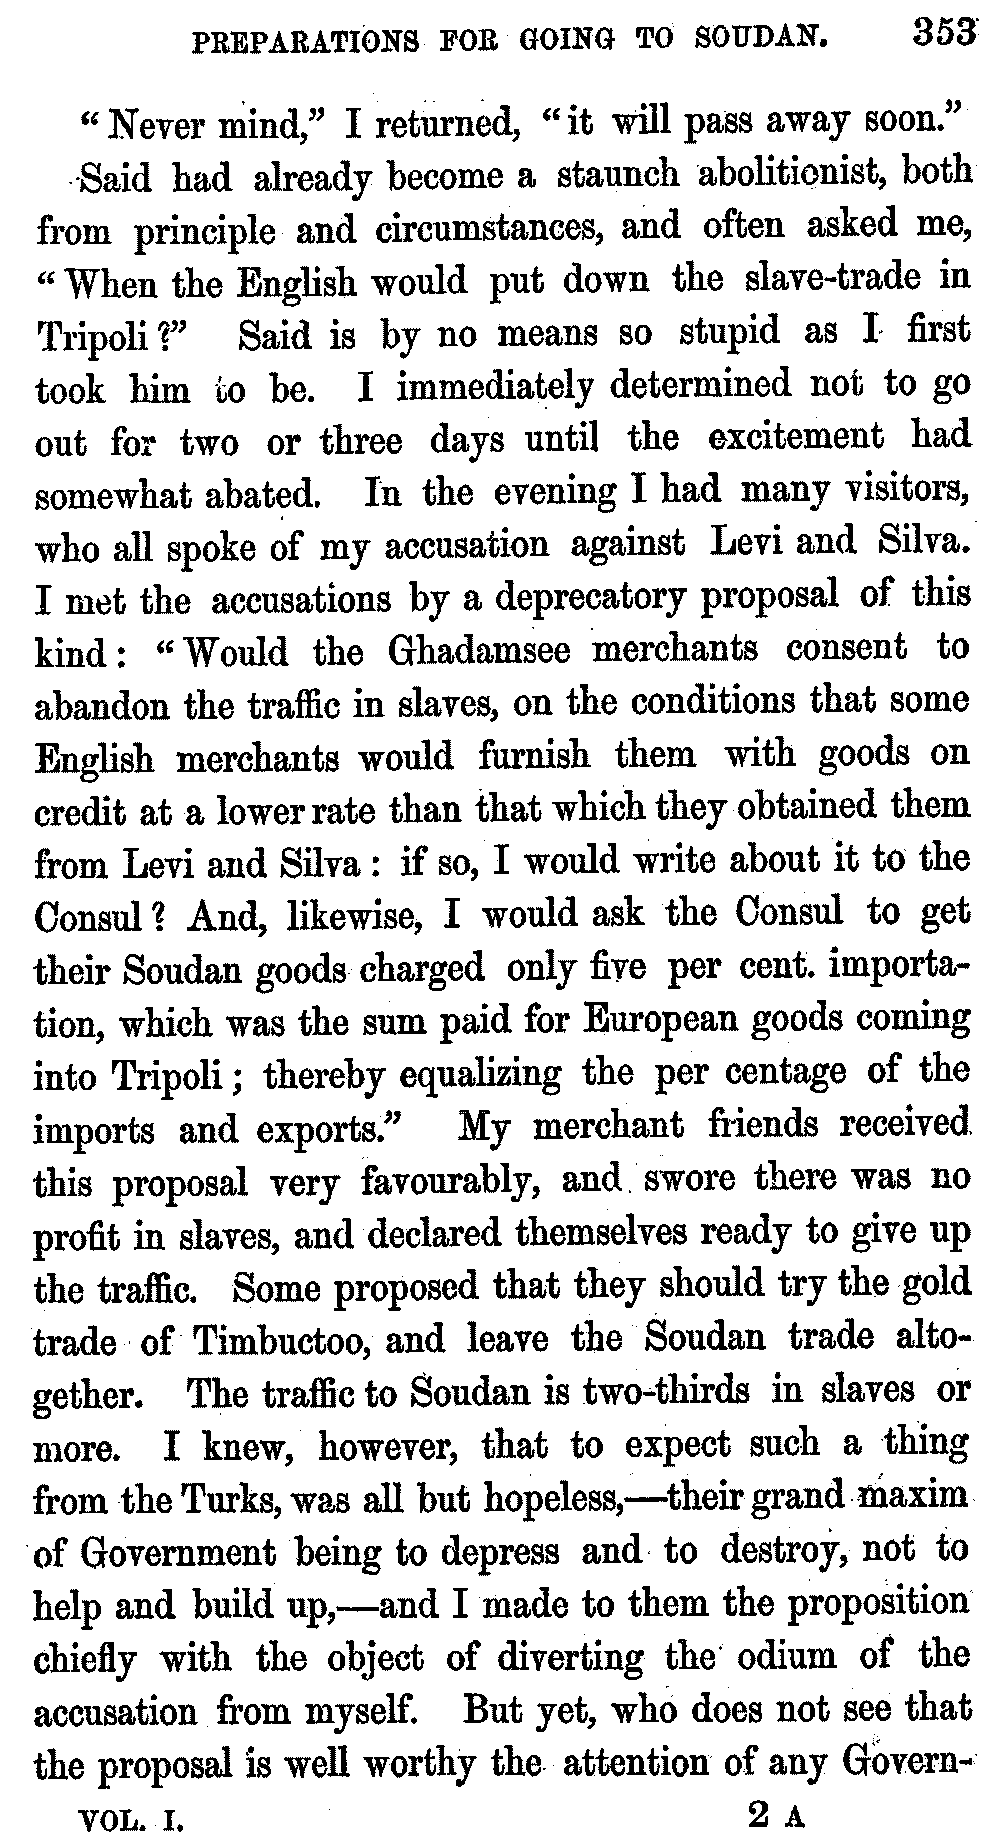 PREPARATIONS FOR GOING TO SOUDAN. 353
“Never mind,” I returned, “it will pass away soon.”
Said had already become a staunch abolitionist, both
from principle and circumstances, and often asked me,
“When the English would put down the slave-trade in
Tripoli?” Said is by no means so stupid as I first
took him to be. I immediately determined not to go
out for two or three days until the excitement had
somewhat abated. In the evening I had many visitors,
who all spoke of my accusation against Levi and Silva.
I met the accusations by a deprecatory proposal of this
kind: “Would the Ghadamsee merchants consent to
abandon the traffic in slaves, on the conditions that some
English merchants would furnish them with goods on
credit at a lower rate than that which they obtained them
from Levi and Silva: if so, I would write about it to the
Consul? And, likewise, I would ask the Consul to get
their Soudan goods charged only five per cent. importa-
tion, which was the sum paid for European goods coming
into Tripoli; thereby equalizing the per centage of the
imports and exports.” My merchant friends received
this proposal very favourably, and swore there was no
profit in slaves, and declared themselves ready to give up
the traffic. Some proposed that they should try the gold
trade of Timbuctoo, and leave the Soudan trade alto-
gether. The traffic to Soudan is two-thirds in slaves or
more. I knew, however, that to expect such a thing
from the Turks, was all but hopeless,—their grand maxim
of Government being to depress and to destroy, not to
help and build up,—and I made to them the proposition
chiefly with the object of diverting the odium of the
accusation from myself. But yet, who does not see that
the proposal is well worthy the attention of any Govern-
VOL. I. 2 A